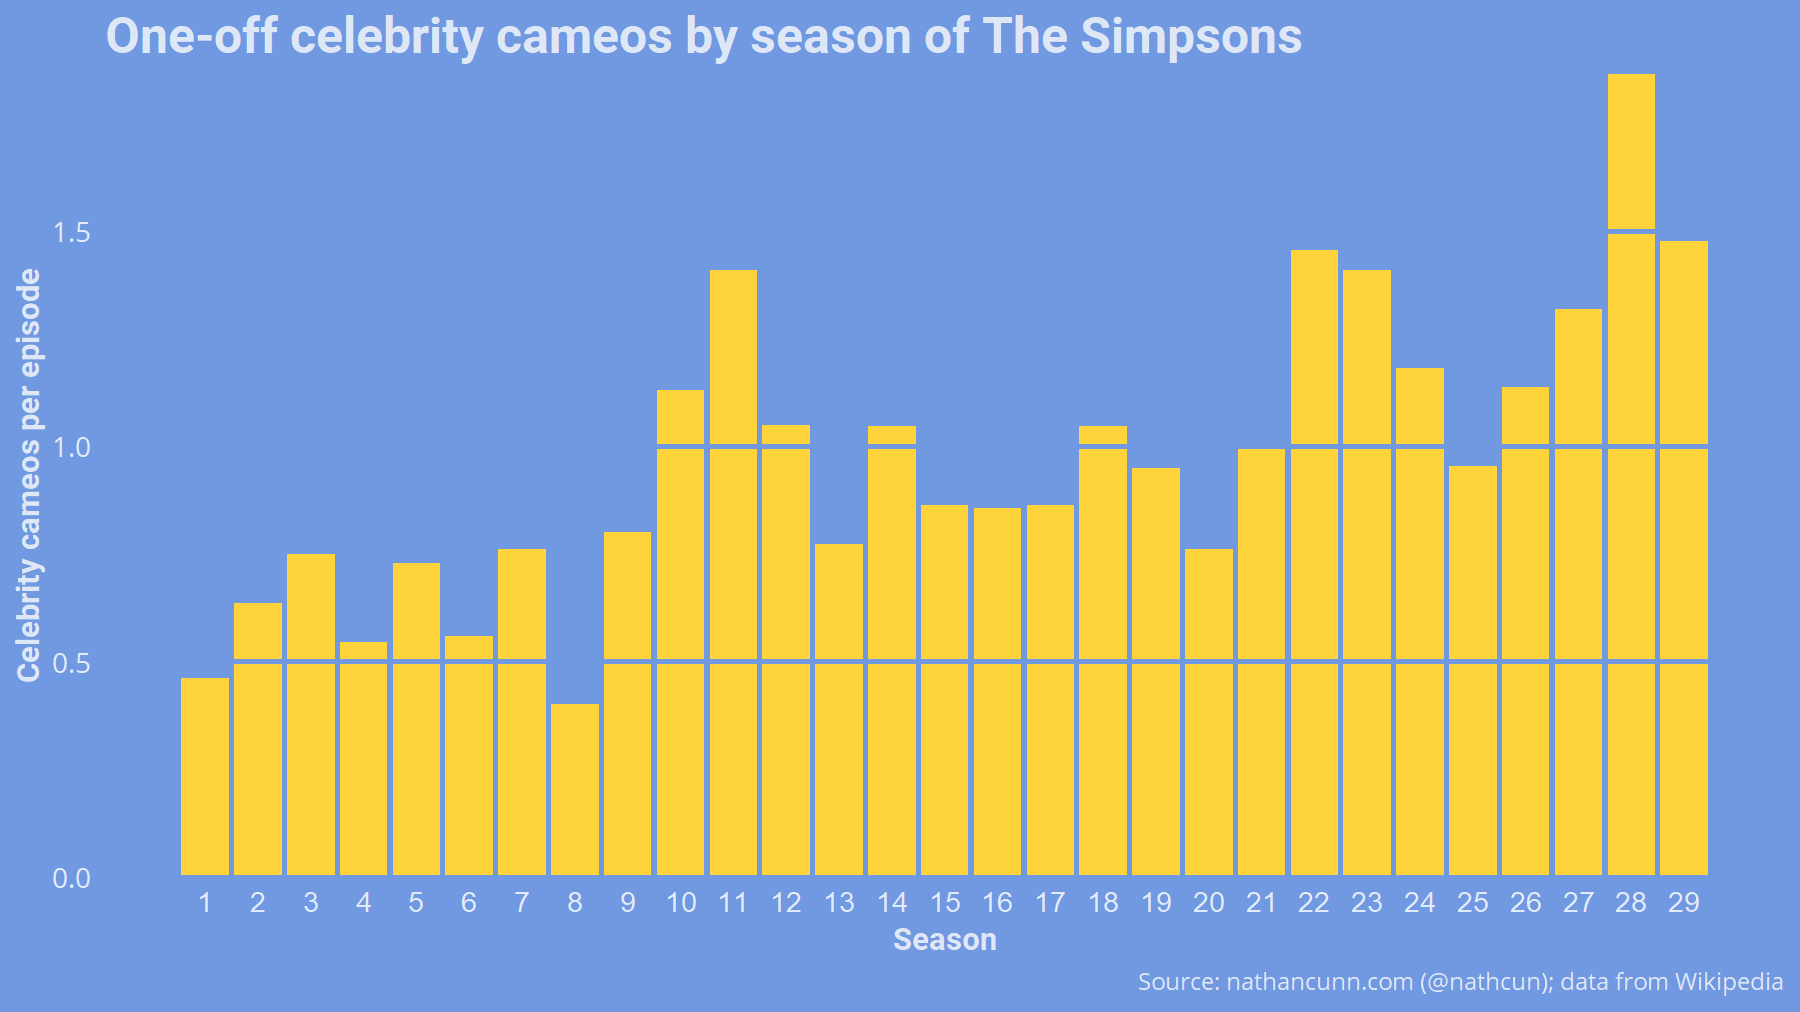 One-off celebrity cameos by season of The Simpsons
Celebrity cameos per episode
1.5
1.0
0.5
0.0
1 2 3 4 5 6 7 8 9 10 11 12 13 14 15 16 17 18 19 20 21 22 23 24 25 26 27 28 29
Season
Source: nathancunn.com (@nathcun); data from Wikipedia